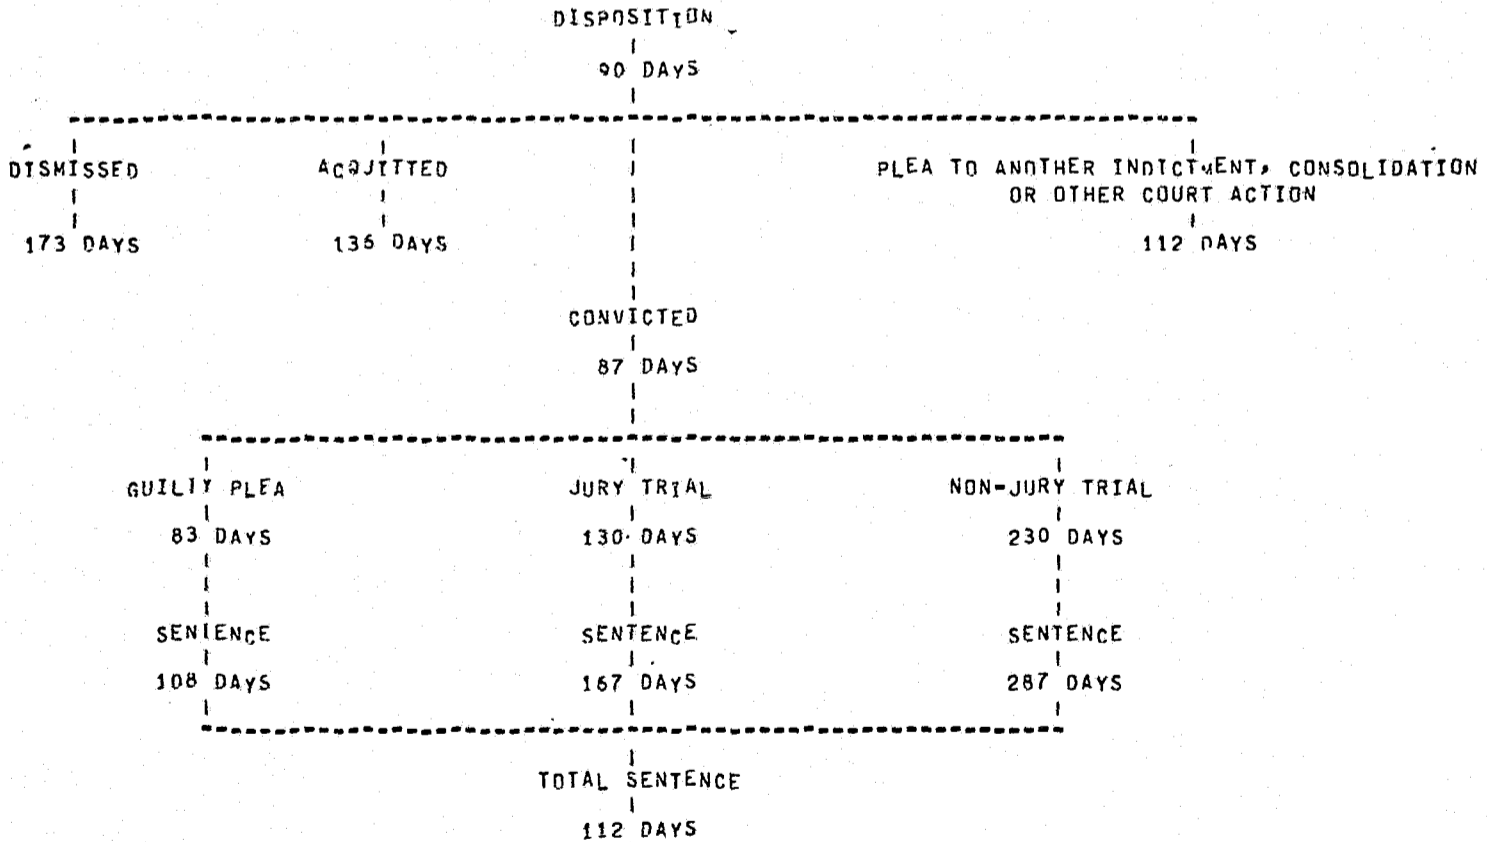 DISPOSITION
90 DAYS
DISMISSED ACQUITTED PLEA TO ANOTHER INDICTMENT, CONSOLIDATION
OR OTHER COURT ACTION
173 DAYS 136 DAYS 112 DAYS
CONVICTED
87 DAYS
GUILTY PLEA JURY TRIAL NON-JURY TRIAL
83 DAYS 130 DAYS 230 DAYS
SENTENCE SENTENCE SENTENCE
108 DAYS 167 DAYS 287 DAYS
TOTAL SENTENCE
112 DAYS